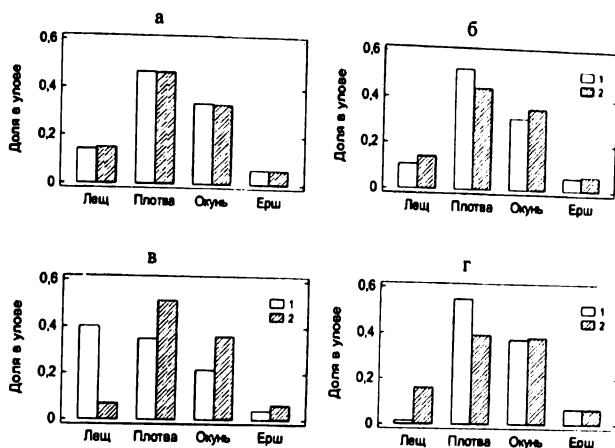 а
Доля в улове
0,6
0,4
0,2
0
Лещ Плотва Окунь Ерш
б
Доля в улове
0,6
0,4
0,2
0
1
2
Лещ Плотва Окунь Ерш
в
Доля в улове
0,6
0,4
0,2
0
1
2
Лещ Плотва Окунь Ерш
г
Доля в улове
0,6
0,4
0,2
0
1
2
Лещ Плотва Окунь Ерш